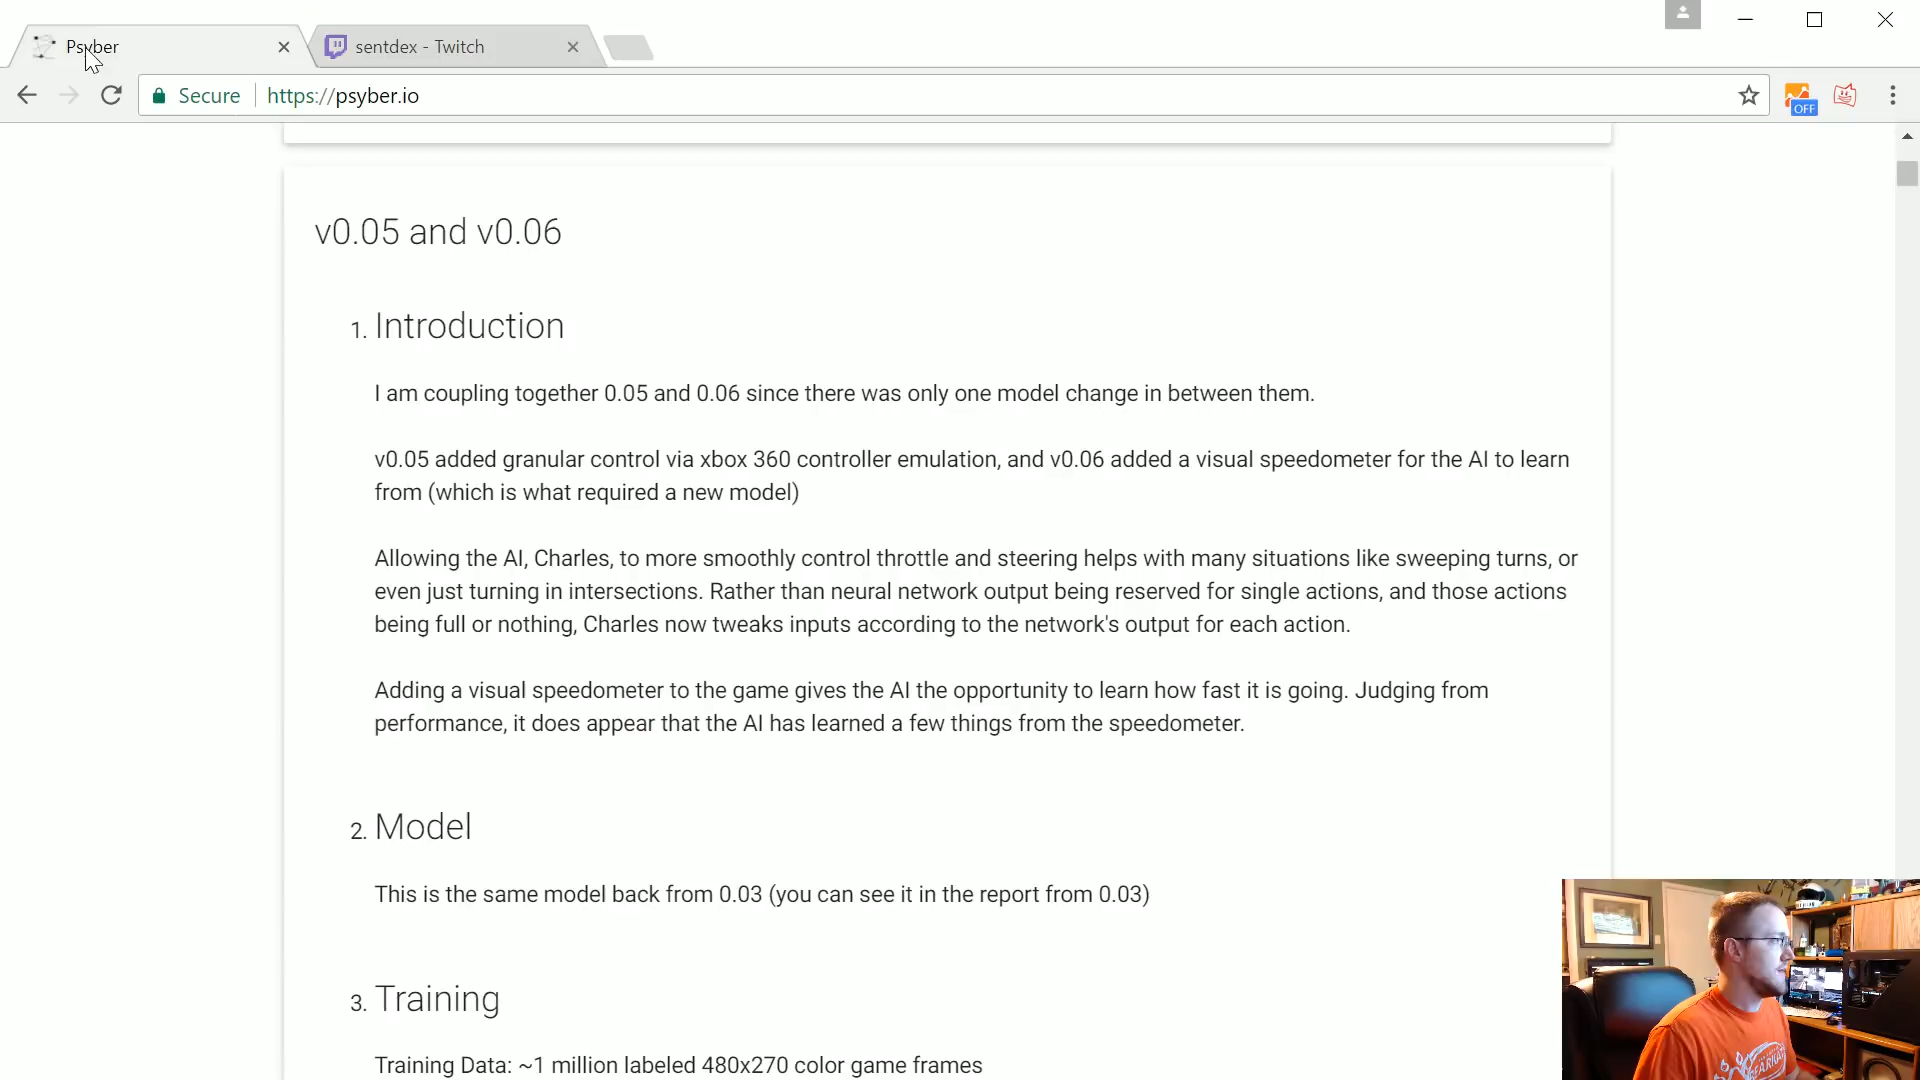 Psyber
sentdex - Twitch
Secure
https://psyber.io
OFF
v0.05 and v0.06
1. Introduction
I am coupling together 0.05 and 0.06 since there was only one model change in between them.
v0.05 added granular control via xbox 360 controller emulation, and v0.06 added a visual speedometer for the AI to learn
from (which is what required a new model)
Allowing the AI, Charles, to more smoothly control throttle and steering helps with many situations like sweeping turns, or
even just turning in intersections. Rather than neural network output being reserved for single actions, and those actions
being full or nothing, Charles now tweaks inputs according to the network's output for each action.
Adding a visual speedometer to the game gives the AI the opportunity to learn how fast it is going. Judging from
performance, it does appear that the AI has learned a few things from the speedometer.
2. Model
This is the same model back from 0.03 (you can see it in the report from 0.03)
3. Training
Training Data: ~1 million labeled 480x270 color game frames